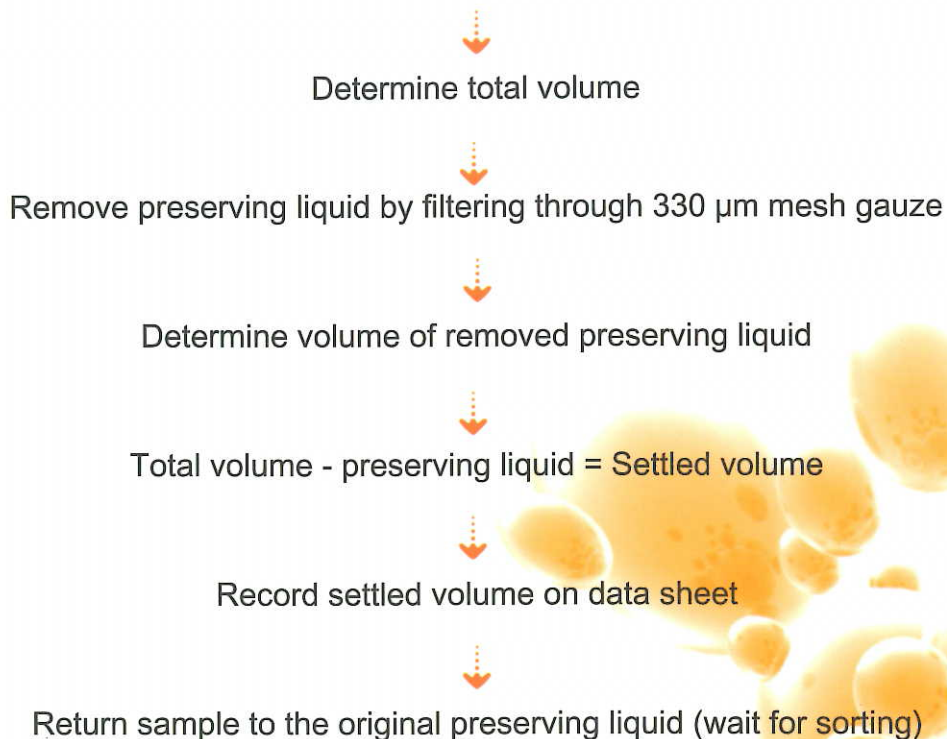 Determine total volume
Remove preserving liquid by filtering through 330 µm mesh gauze
Determine volume of removed preserving liquid
Total volume - preserving liquid = Settled volume
Record settled volume on data sheet
Return sample to the original preserving liquid (wait for sorting)